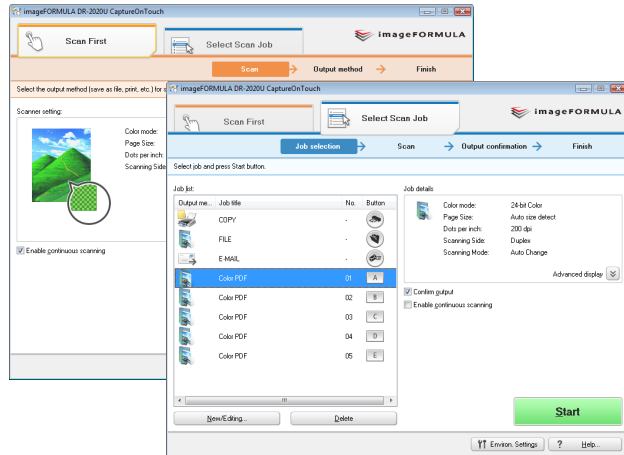 imageFORMULA DR-2020U CaptureOnTouch
Scan First
Select Scan Job
imageFORMULA
Scan
Output method
Finish
Select the output method (save as file, print, etc.) for s
Scanner setting:
Color mode:
Page Size:
Dots per inch:
Scanning Side
Enable continuous scanning
imageFORMULA DR-2020U CaptureOnTouch
Scan First
Select Scan Job
imageFORMULA
Job selection
Scan
Output confirmation
Finish
Select job and press Start button.
Job list:
Output me... Job title No. Button
COPY -
FILE -
E-MAIL -
Color PDF 01 A
Color PDF 02 B
Color PDF 03 C
Color PDF 04 D
Color PDF 05 E
New/Editing...
Delete
Job details
Color mode: 24-bit Color
Page Size: Auto size detect
Dots per inch: 200 dpi
Scanning Side: Duplex
Scanning Mode: Auto Change
Advanced display
Confirm output
Enable continuous scanning
Start
Environ. Settings
? Help...